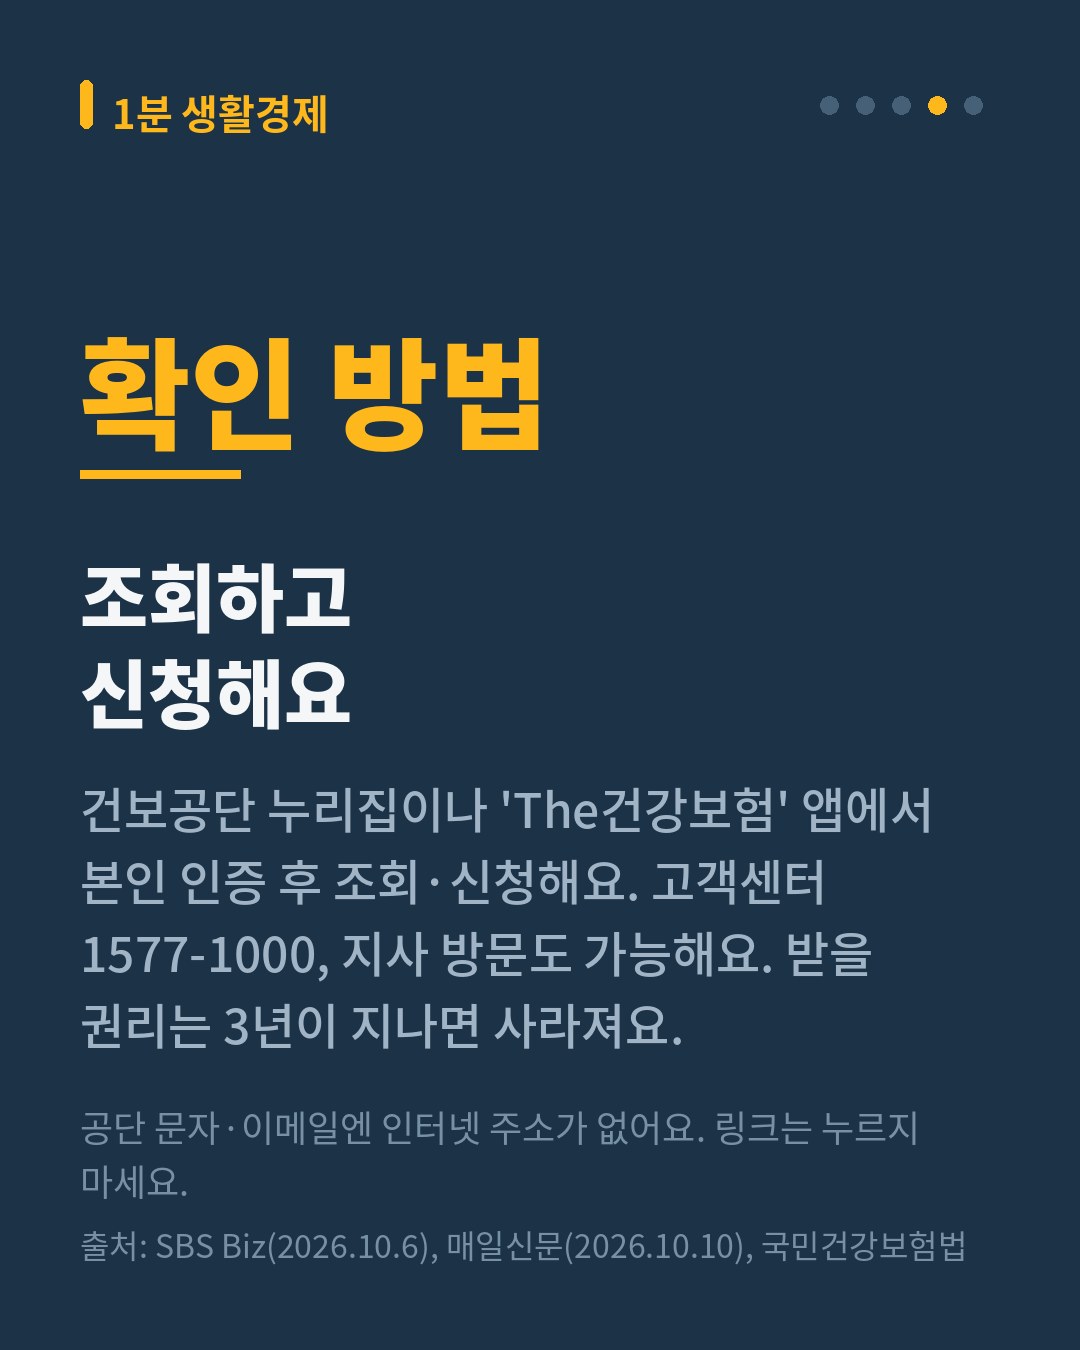 1분 생활경제
확인 방법
조회하고
신청해요
건보공단 누리집이나 'The건강보험' 앱에서
본인 인증 후 조회·신청해요. 고객센터
1577-1000, 지사 방문도 가능해요. 받을
권리는 3년이 지나면 사라져요.
공단 문자·이메일엔 인터넷 주소가 없어요. 링크는 누르지
마세요.
출처: SBS Biz(2026.10.6), 매일신문(2026.10.10), 국민건강보험법